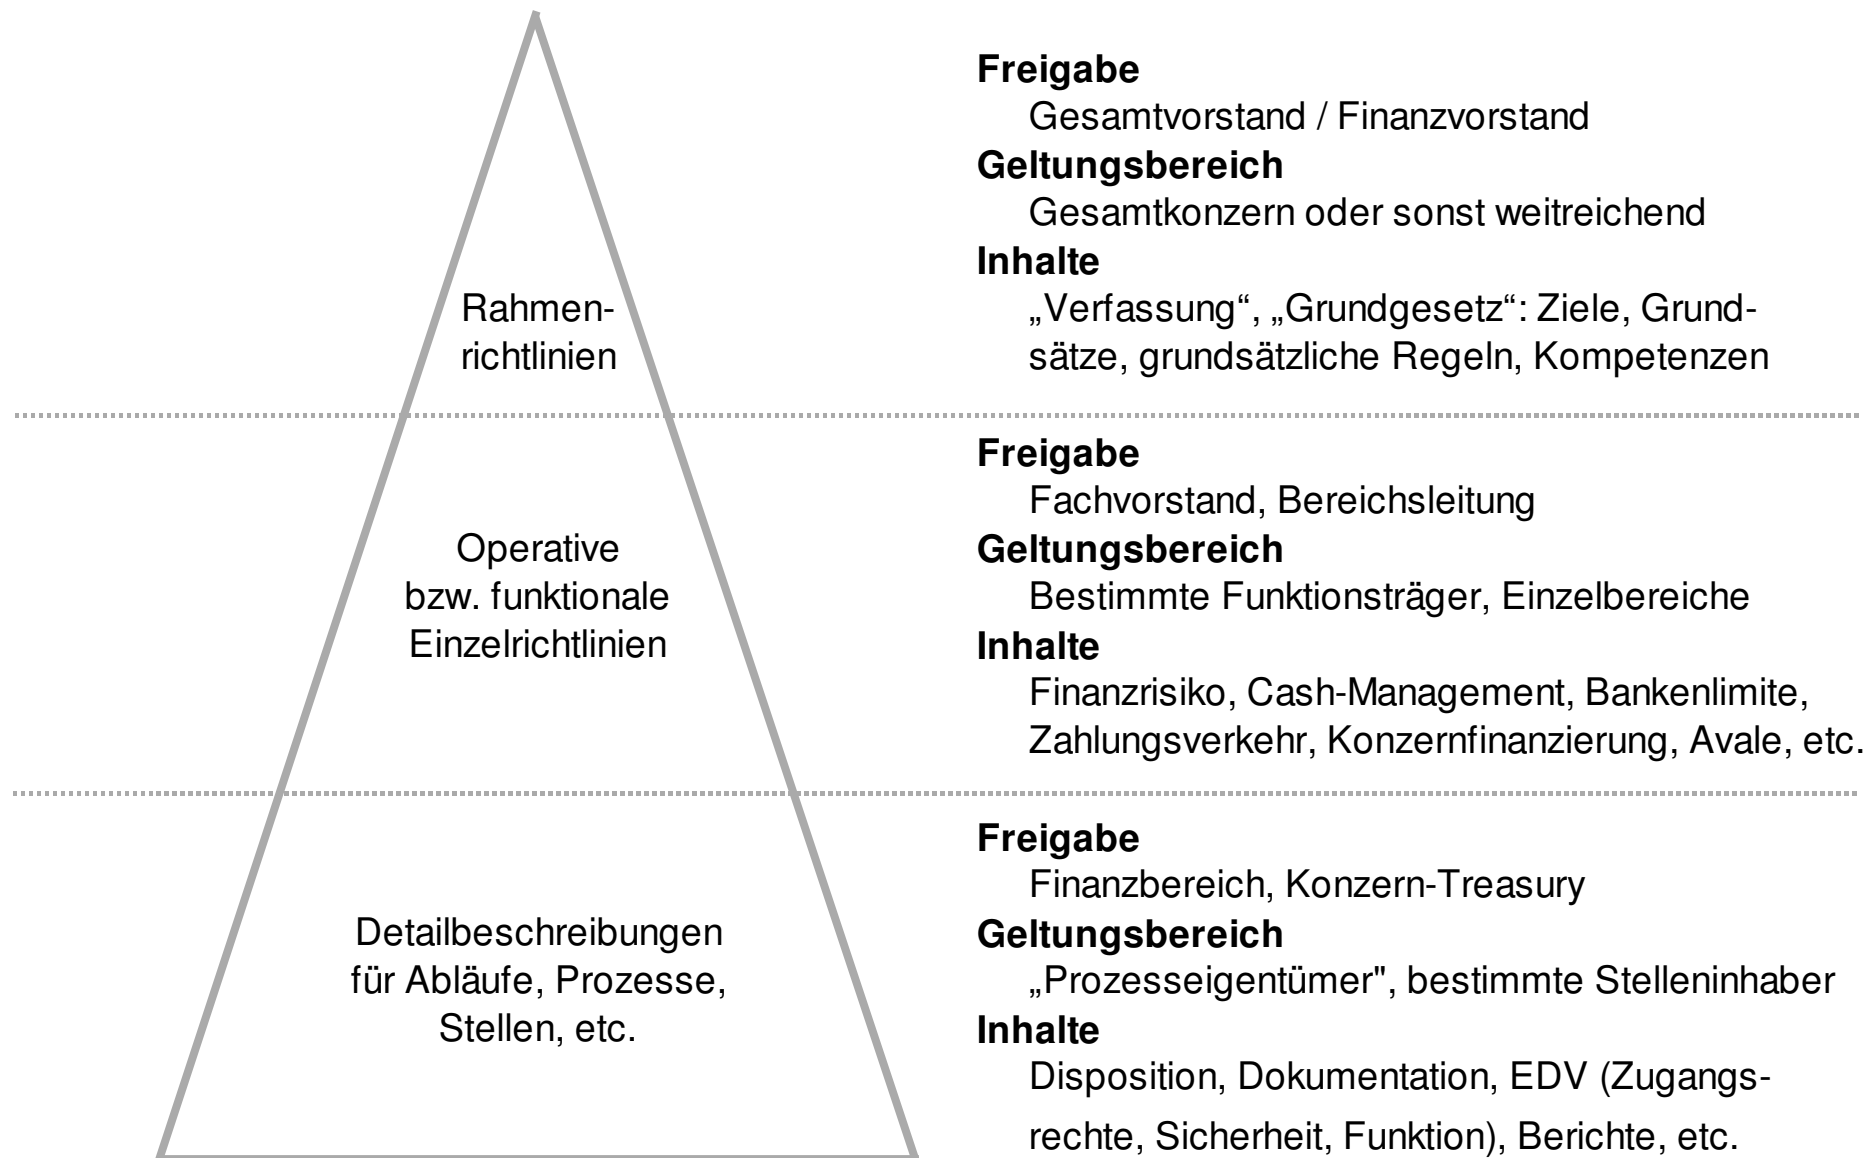 Freigabe
Gesamtvorstand / Finanzvorstand
Geltungsbereich
Gesamtkonzern oder sonst weitreichend
Inhalte
Rahmen-
richtlinien
„Verfassung“, „Grundgesetz“: Ziele, Grund-
sätze, grundsätzliche Regeln, Kompetenzen
Freigabe
Fachvorstand, Bereichsleitung
Geltungsbereich
Operative
bzw. funktionale
Einzelrichtlinien
Bestimmte Funktionsträger, Einzelbereiche
Inhalte
Finanzrisiko, Cash-Management, Bankenlimite,
Zahlungsverkehr, Konzernfinanzierung, Avale, etc.
Freigabe
Finanzbereich, Konzern-Treasury
Geltungsbereich
Detailbeschreibungen
für Abläufe, Prozesse,
Stellen, etc.
„Prozesseigentümer", bestimmte Stelleninhaber
Inhalte
Disposition, Dokumentation, EDV (Zugangs-
rechte, Sicherheit, Funktion), Berichte, etc.